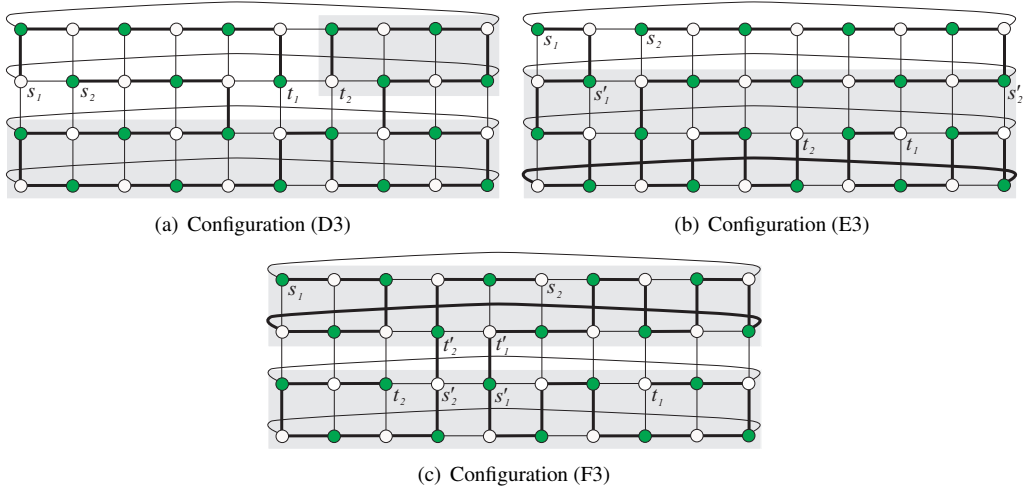 s₁ s₂ t₁ t₂
(a) Configuration (D3)
s₁ s₂
s′₁ s′₂
t₂ t₁
(b) Configuration (E3)
s₁ s₂
t′₂ t′₁
t₂ s′₂ s′₁ t₁
(c) Configuration (F3)